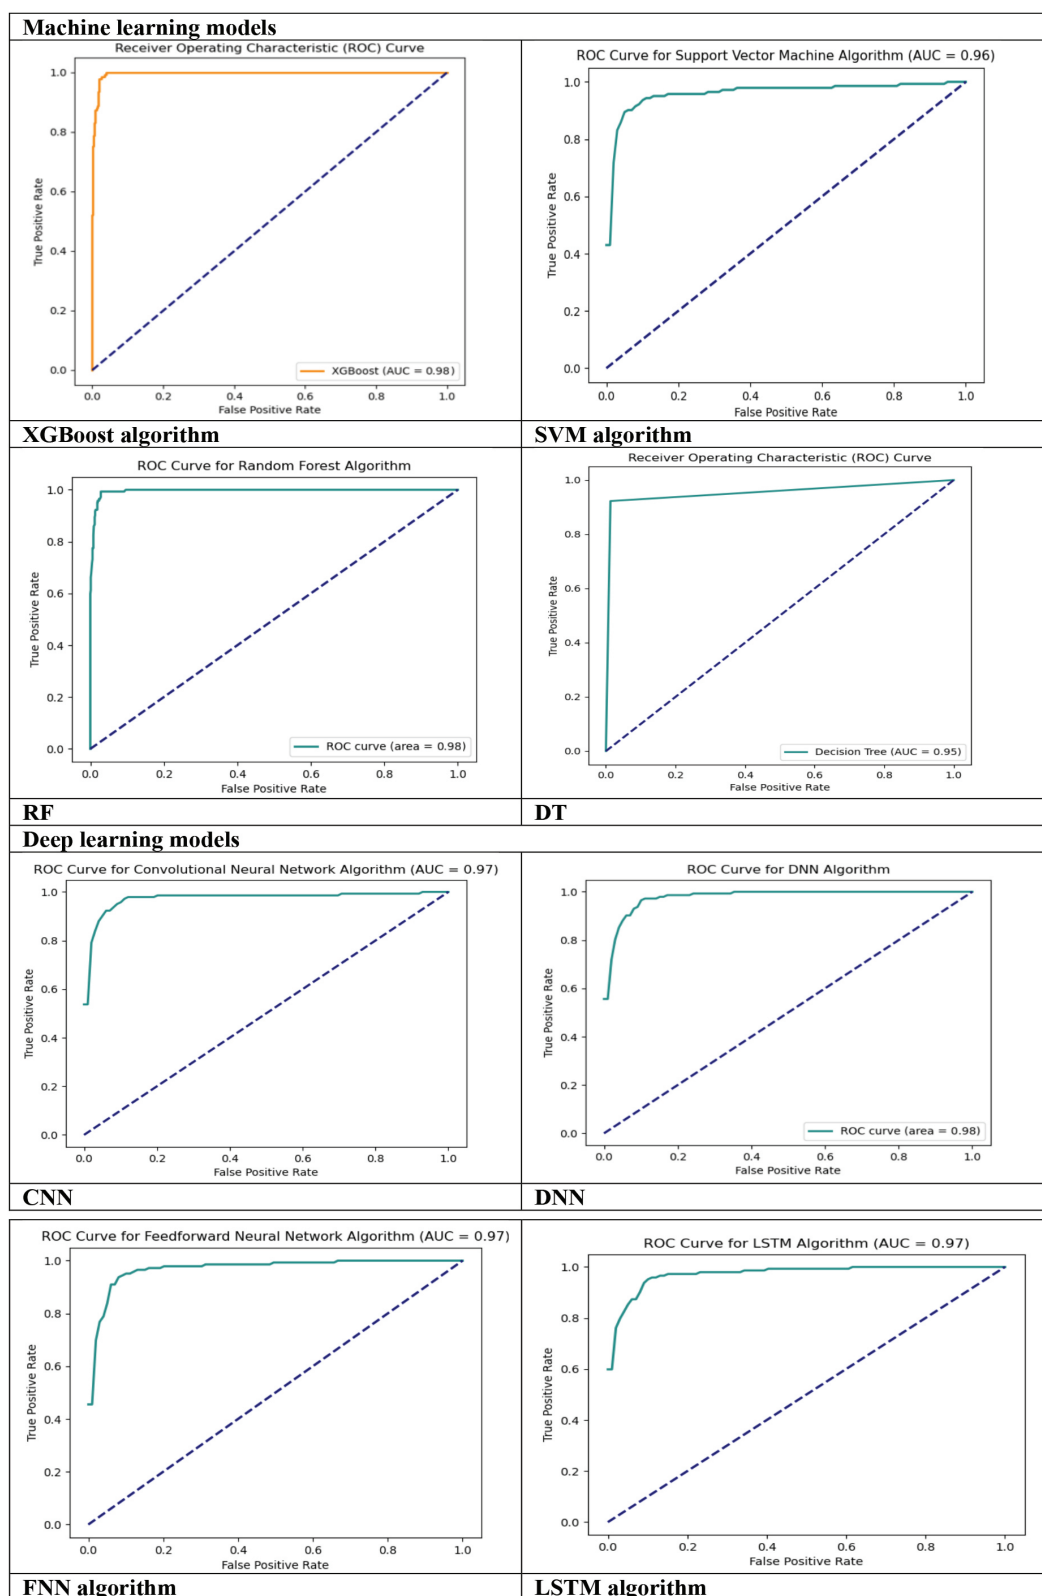 Machine learning models
Receiver Operating Characteristic (ROC) Curve
1.0
0.8
0.6
0.4
0.2
0.0
True Positive Rate
XGBoost (AUC = 0.98)
0.0 0.2 0.4 0.6 0.8 1.0
False Positive Rate
XGBoost algorithm
ROC Curve for Support Vector Machine Algorithm (AUC = 0.96)
1.0
0.8
0.6
0.4
0.2
0.0
True Positive Rate
0.0 0.2 0.4 0.6 0.8 1.0
False Positive Rate
SVM algorithm
ROC Curve for Random Forest Algorithm
1.0
0.8
0.6
0.4
0.2
0.0
True Positive Rate
ROC curve (area = 0.98)
0.0 0.2 0.4 0.6 0.8 1.0
False Positive Rate
RF
Receiver Operating Characteristic (ROC) Curve
1.0
0.8
0.6
0.4
0.2
0.0
True Positive Rate
Decision Tree (AUC = 0.95)
0.0 0.2 0.4 0.6 0.8 1.0
False Positive Rate
DT
Deep learning models
ROC Curve for Convolutional Neural Network Algorithm (AUC = 0.97)
1.0
0.8
0.6
0.4
0.2
0.0
True Positive Rate
0.0 0.2 0.4 0.6 0.8 1.0
False Positive Rate
CNN
ROC Curve for DNN Algorithm
1.0
0.8
0.6
0.4
0.2
0.0
True Positive Rate
ROC curve (area = 0.98)
0.0 0.2 0.4 0.6 0.8 1.0
False Positive Rate
DNN
ROC Curve for Feedforward Neural Network Algorithm (AUC = 0.97)
1.0
0.8
0.6
0.4
0.2
0.0
True Positive Rate
0.0 0.2 0.4 0.6 0.8 1.0
False Positive Rate
FNN algorithm
ROC Curve for LSTM Algorithm (AUC = 0.97)
1.0
0.8
0.6
0.4
0.2
0.0
True Positive Rate
0.0 0.2 0.4 0.6 0.8 1.0
False Positive Rate
LSTM algorithm